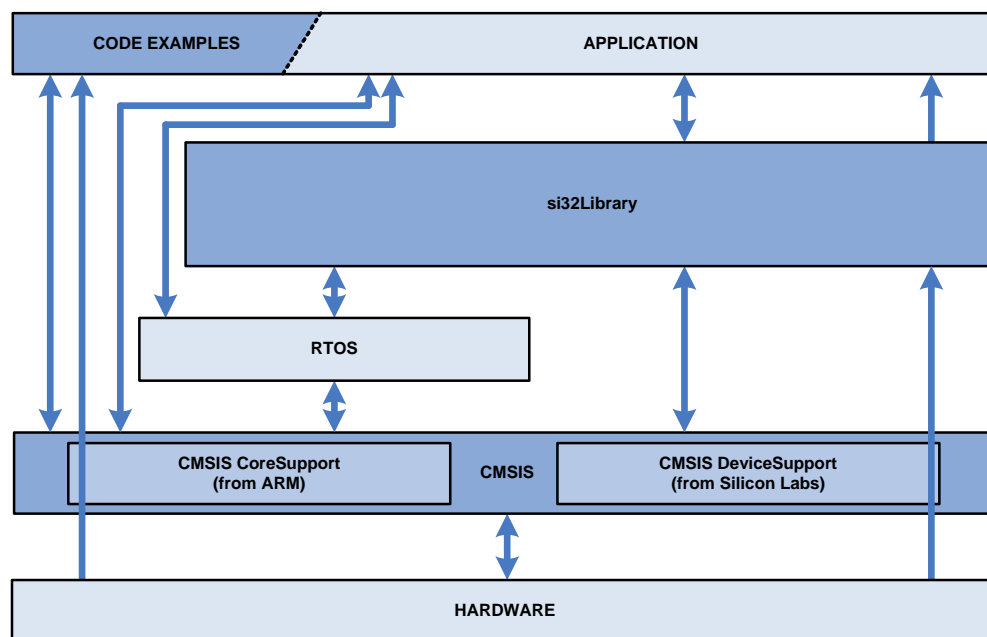 CODE EXAMPLES
APPLICATION
si32Library
RTOS
CMSIS CoreSupport
(from ARM)
CMSIS
CMSIS DeviceSupport
(from Silicon Labs)
HARDWARE